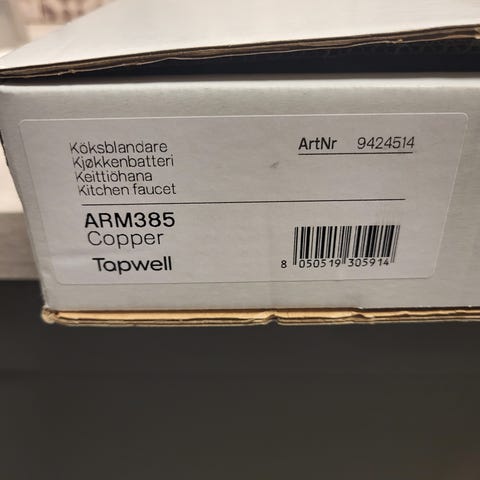 Köksblandare
Kjøkkenbatteri
Keittiöhana
Kitchen faucet
ArtNr 9424514
ARM385
Copper
Tapwell
8 050519 305914